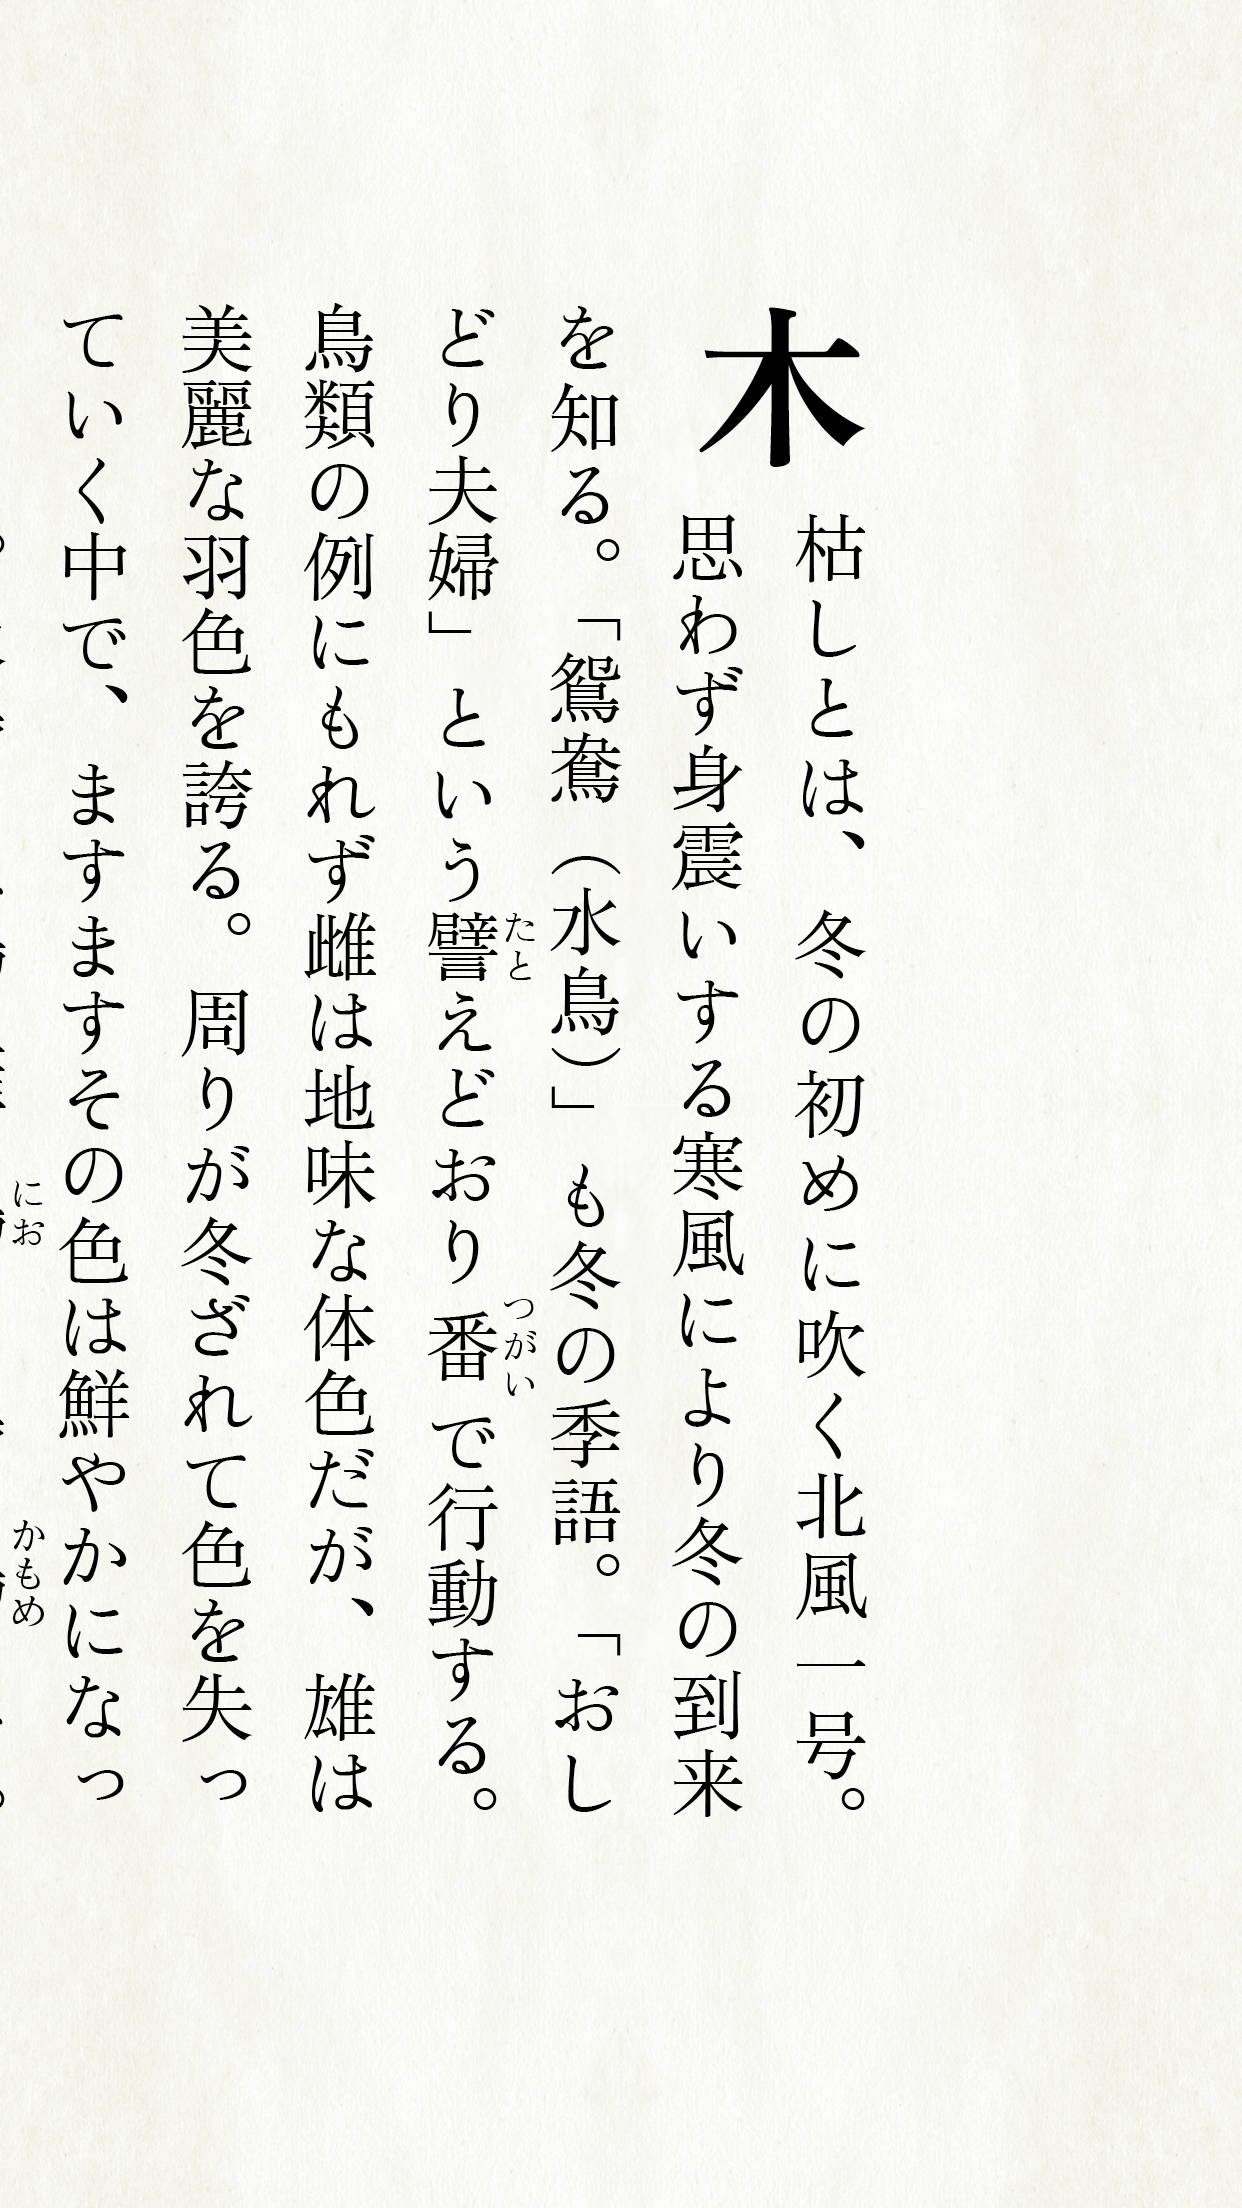 木枯しとは、冬の初めに吹く北風一号。
思わず身震いする寒風により冬の到来
を知る。「鴛鴦（水鳥）」も冬の季語。「おし
どり夫婦」という譬えどおり番で行動する。
たと
つがい
鳥類の例にもれず雌は地味な体色だが、雄は
美麗な羽色を誇る。周りが冬ざれて色を失っ
ていく中で、ますますその色は鮮やかになっ
にお
かもめ